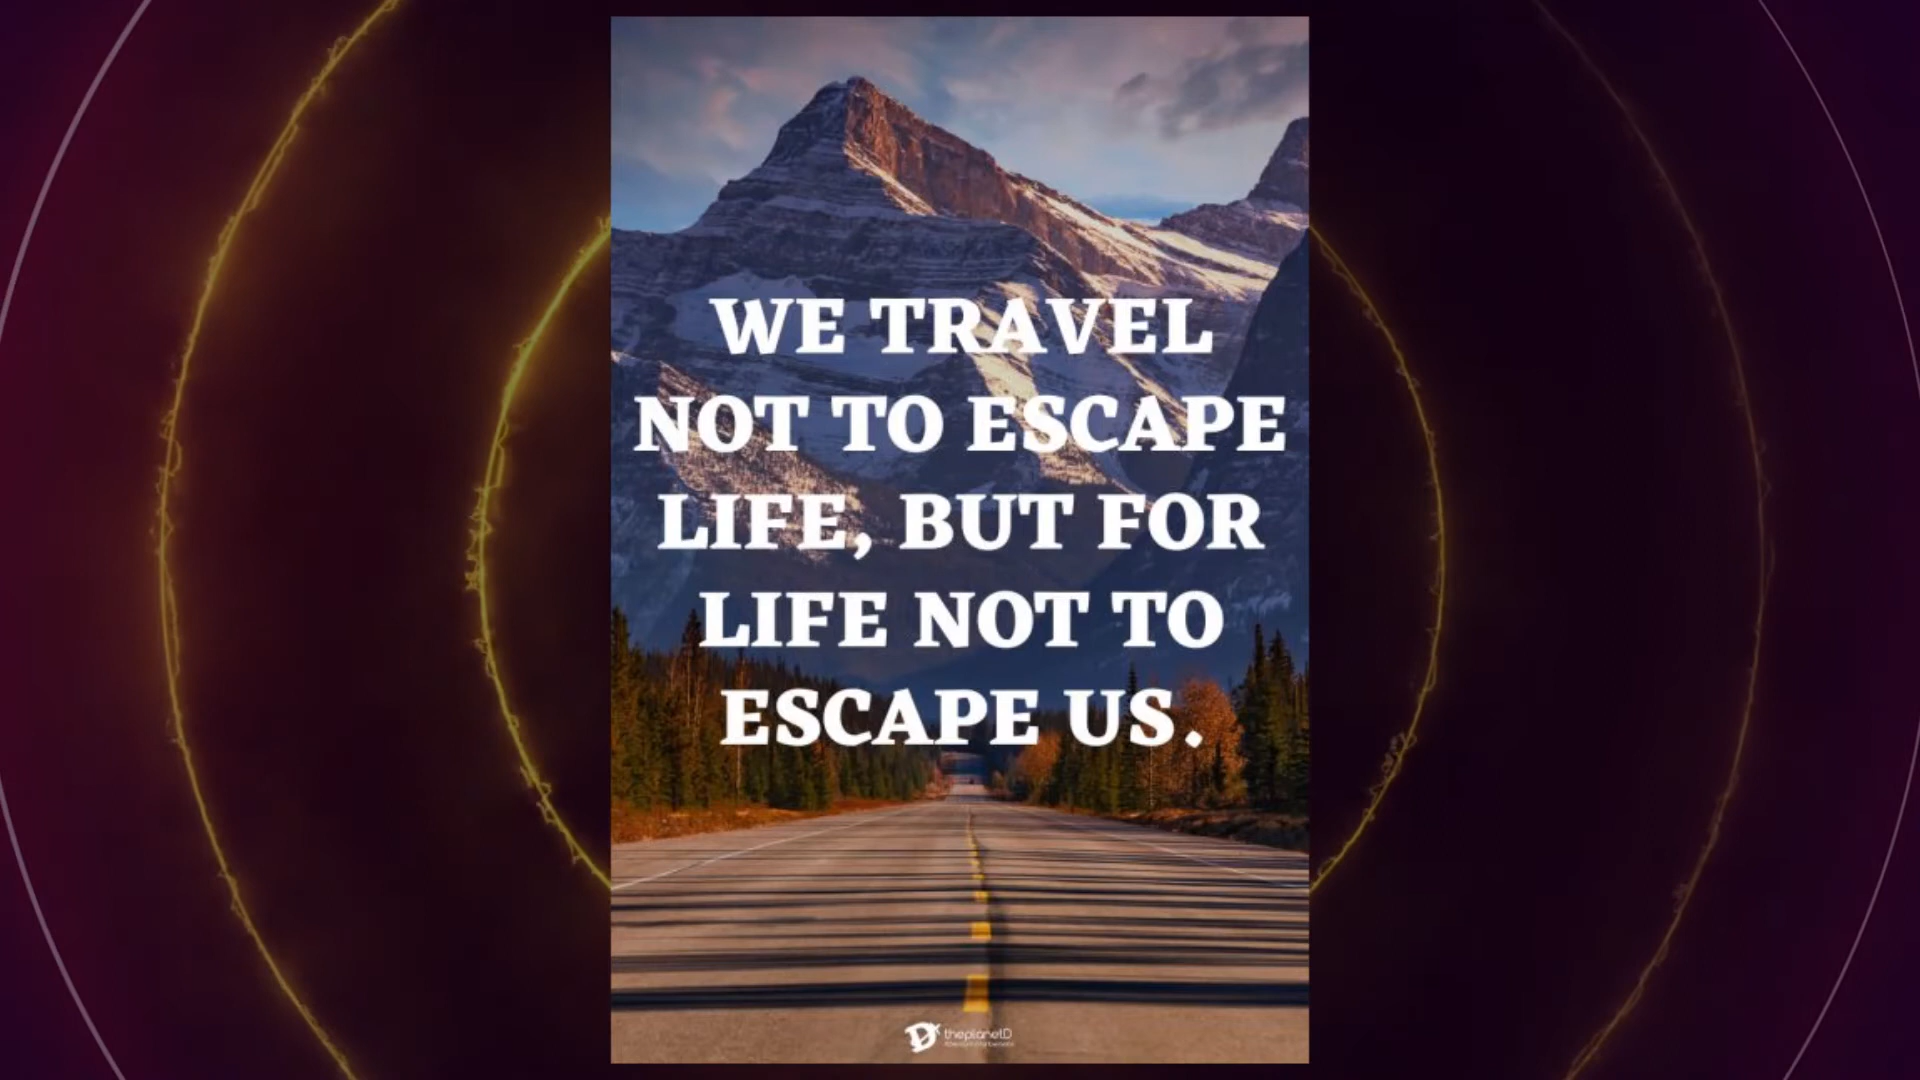 WE TRAVEL
NOT TO ESCAPE
LIFE, BUT FOR
LIFE NOT TO
ESCAPE US.
theplanetD